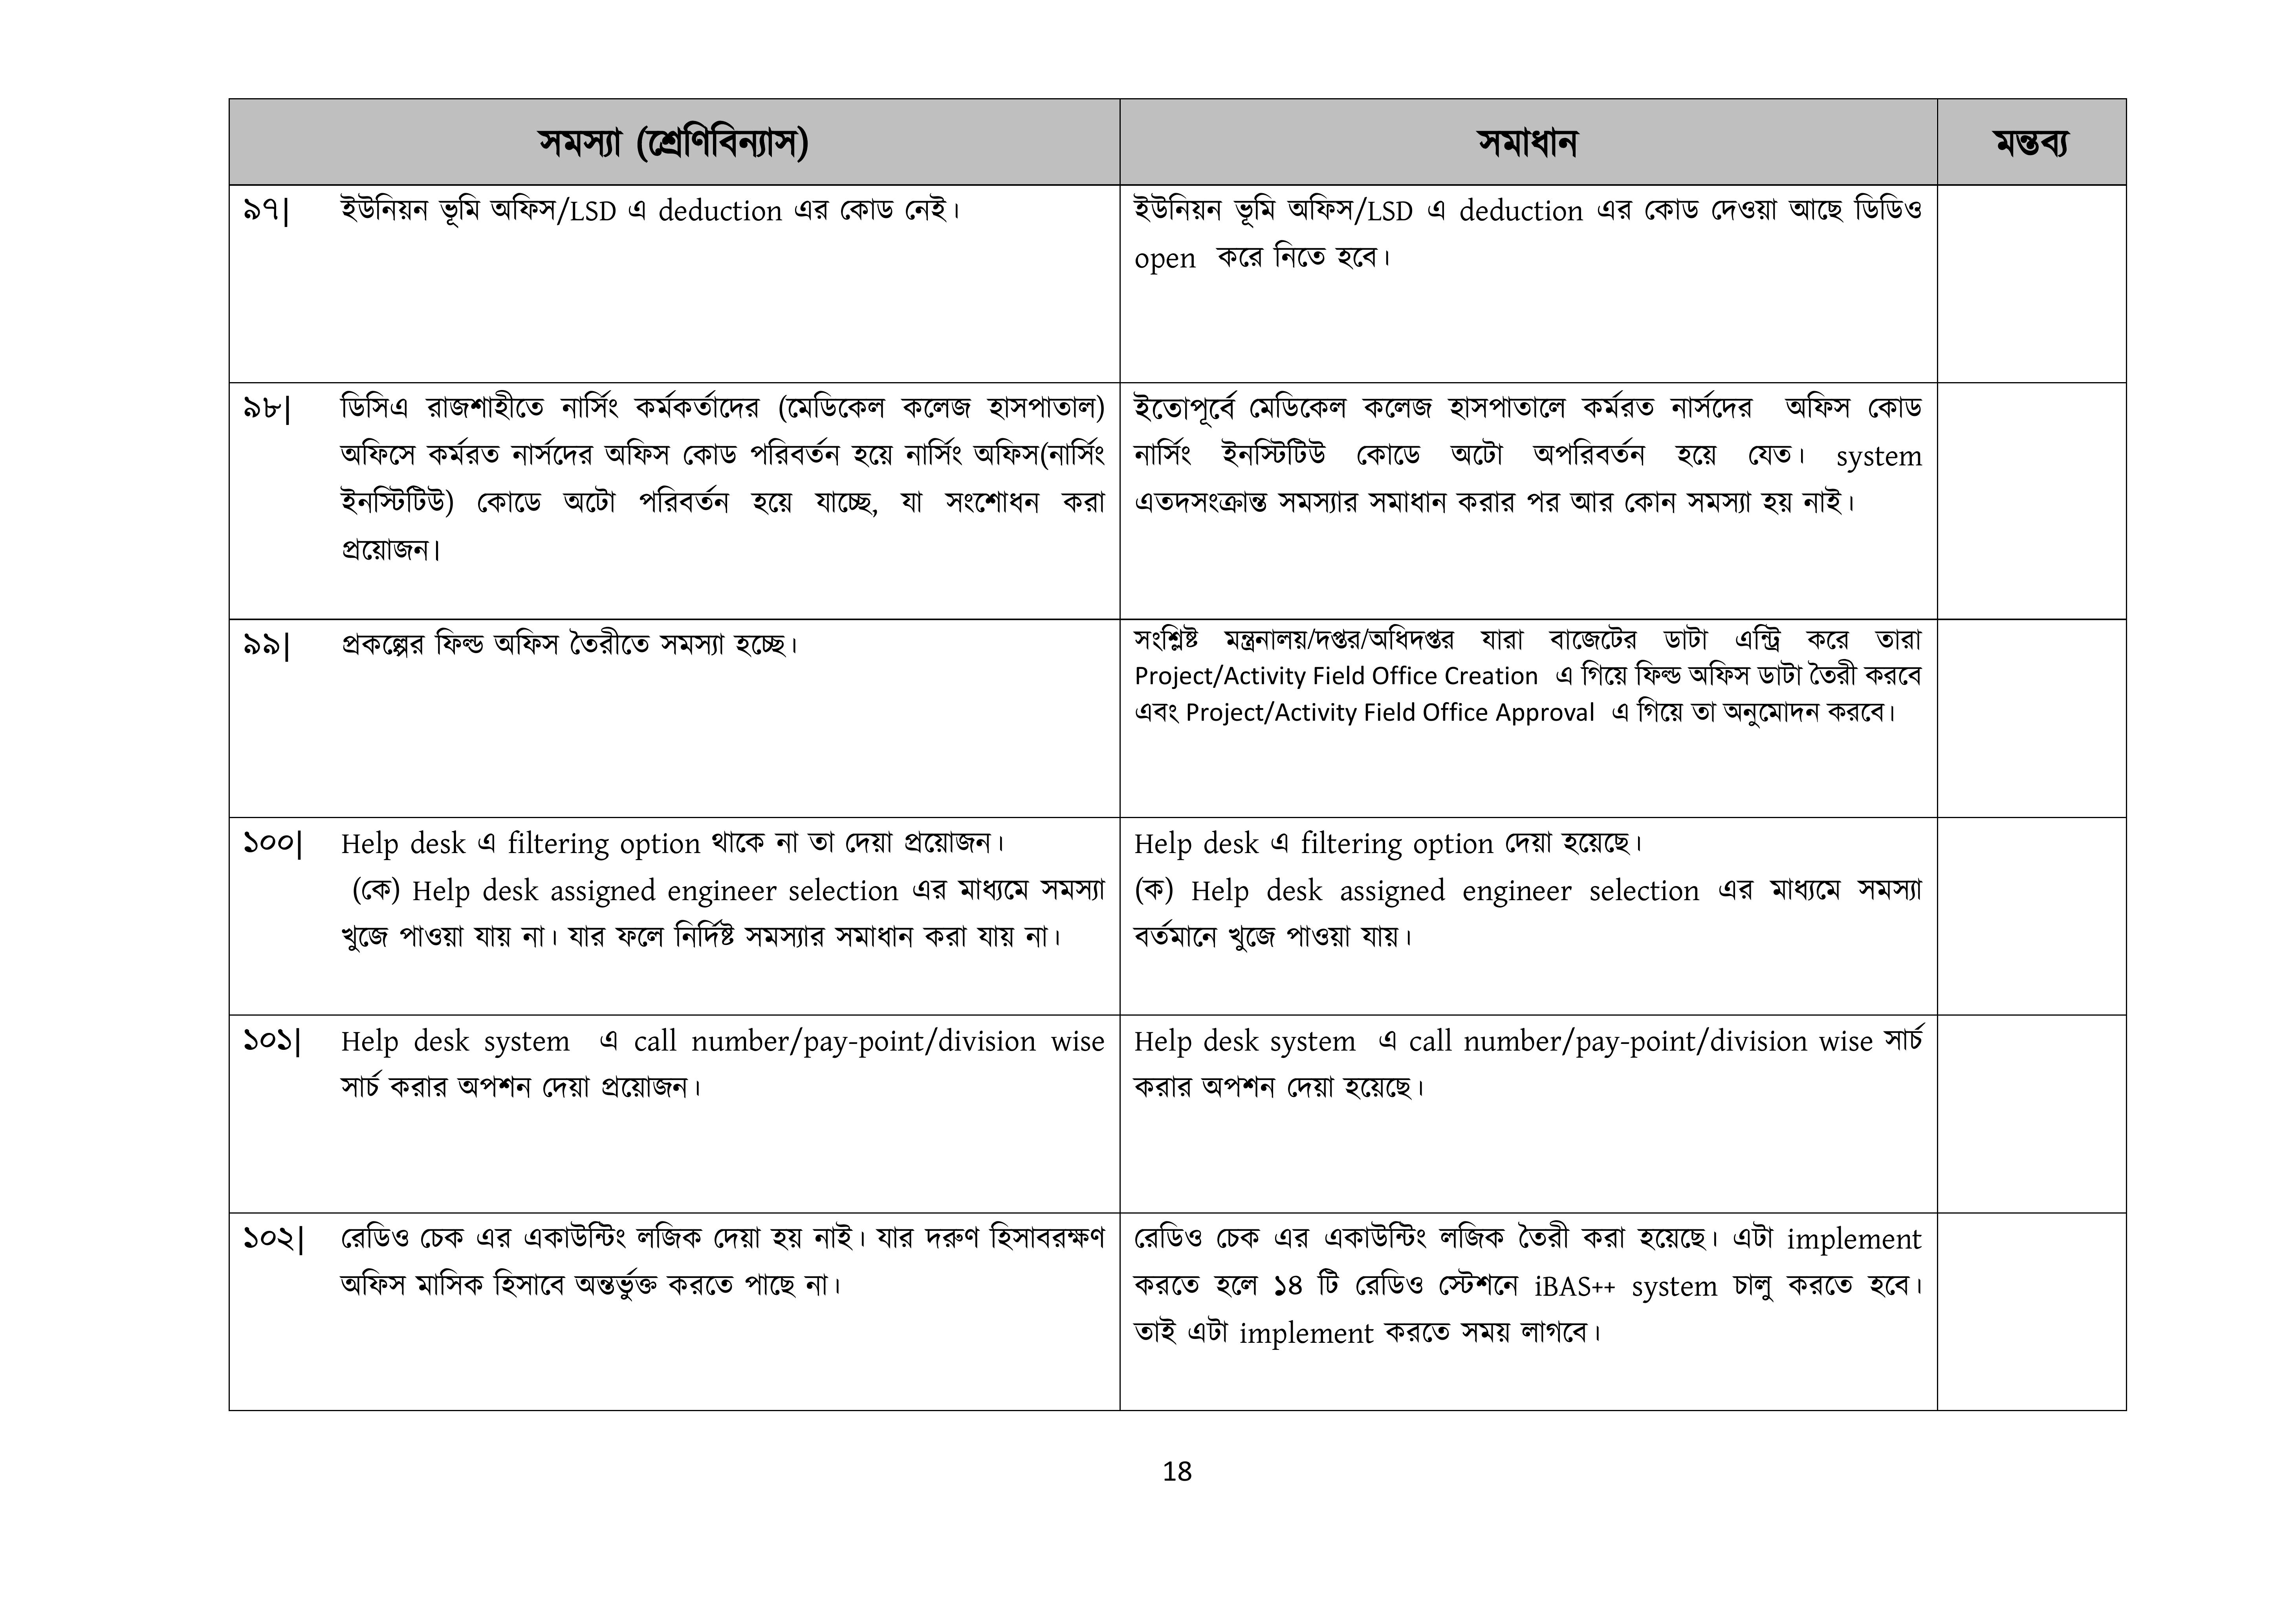 সমস্যা (শ্রেণিবিন্যাস)
সমাধান
মন্তব্য
৯৭| ইউনিয়ন ভূমি অফিস/LSD এ deduction এর কোড নেই।
ইউনিয়ন ভূমি অফিস/LSD এ deduction এর কোড দেওয়া আছে ডিডিও
open করে নিতে হবে।
৯৮| ডিসিএ রাজশাহীতে নার্সিং কর্মকর্তাদের (মেডিকেল কলেজ হাসপাতাল)
অফিসে কর্মরত নার্সদের অফিস কোড পরিবর্তন হয়ে নার্সিং অফিস(নার্সিং
ইনস্টিটিউ) কোডে অটো পরিবর্তন হয়ে যাচ্ছে, যা সংশোধন করা
প্রয়োজন।
ইতোপূর্বে মেডিকেল কলেজ হাসপাতালে কর্মরত নার্সদের অফিস কোড
নার্সিং ইনস্টিটিউ কোডে অটো অপরিবর্তন হয়ে যেত। system
এতদসংক্রান্ত সমস্যার সমাধান করার পর আর কোন সমস্যা হয় নাই।
৯৯| প্রকল্পের ফিল্ড অফিস তৈরীতে সমস্যা হচ্ছে।
সংশ্লিষ্ট মন্ত্রনালয়/দপ্তর/অধিদপ্তর যারা বাজেটের ডাটা এন্ট্রি করে তারা
Project/Activity Field Office Creation এ গিয়ে ফিল্ড অফিস ডাটা তৈরী করবে
এবং Project/Activity Field Office Approval এ গিয়ে তা অনুমোদন করবে।
১০০| Help desk এ filtering option থাকে না তা দেয়া প্রয়োজন।
(কে) Help desk assigned engineer selection এর মাধ্যমে সমস্যা
খুজে পাওয়া যায় না। যার ফলে নির্দিষ্ট সমস্যার সমাধান করা যায় না।
Help desk এ filtering option দেয়া হয়েছে।
(ক) Help desk assigned engineer selection এর মাধ্যমে সমস্যা
বর্তমানে খুজে পাওয়া যায়।
১০১| Help desk system এ call number/pay-point/division wise
সার্চ করার অপশন দেয়া প্রয়োজন।
Help desk system এ call number/pay-point/division wise সার্চ
করার অপশন দেয়া হয়েছে।
১০২| রেডিও চেক এর একাউন্টিং লজিক দেয়া হয় নাই। যার দরুণ হিসাবরক্ষণ
অফিস মাসিক হিসাবে অন্তর্ভুক্ত করতে পাছে না।
রেডিও চেক এর একাউন্টিং লজিক তৈরী করা হয়েছে। এটা implement
করতে হলে ১৪ টি রেডিও স্টেশনে iBAS++ system চালু করতে হবে।
তাই এটা implement করতে সময় লাগবে।
18